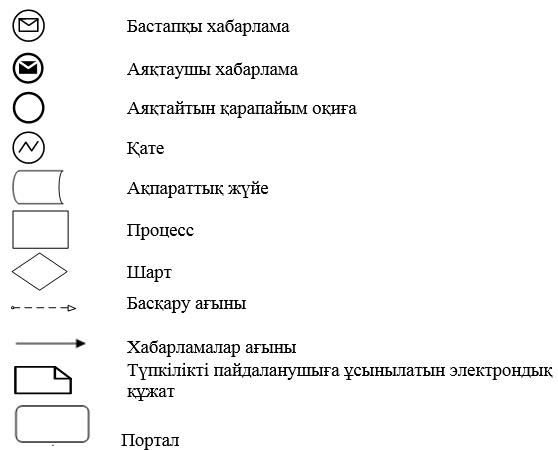 Бастапқы хабарлама
Аяқтаушы хабарлама
Аяқтайтын қарапайым оқиға
Қате
Ақпараттық жүйе
Процесс
Шарт
Басқару ағыны
Хабарламалар ағыны
Түпкілікті пайдаланушыға ұсынылатын электрондық
құжат
Портал